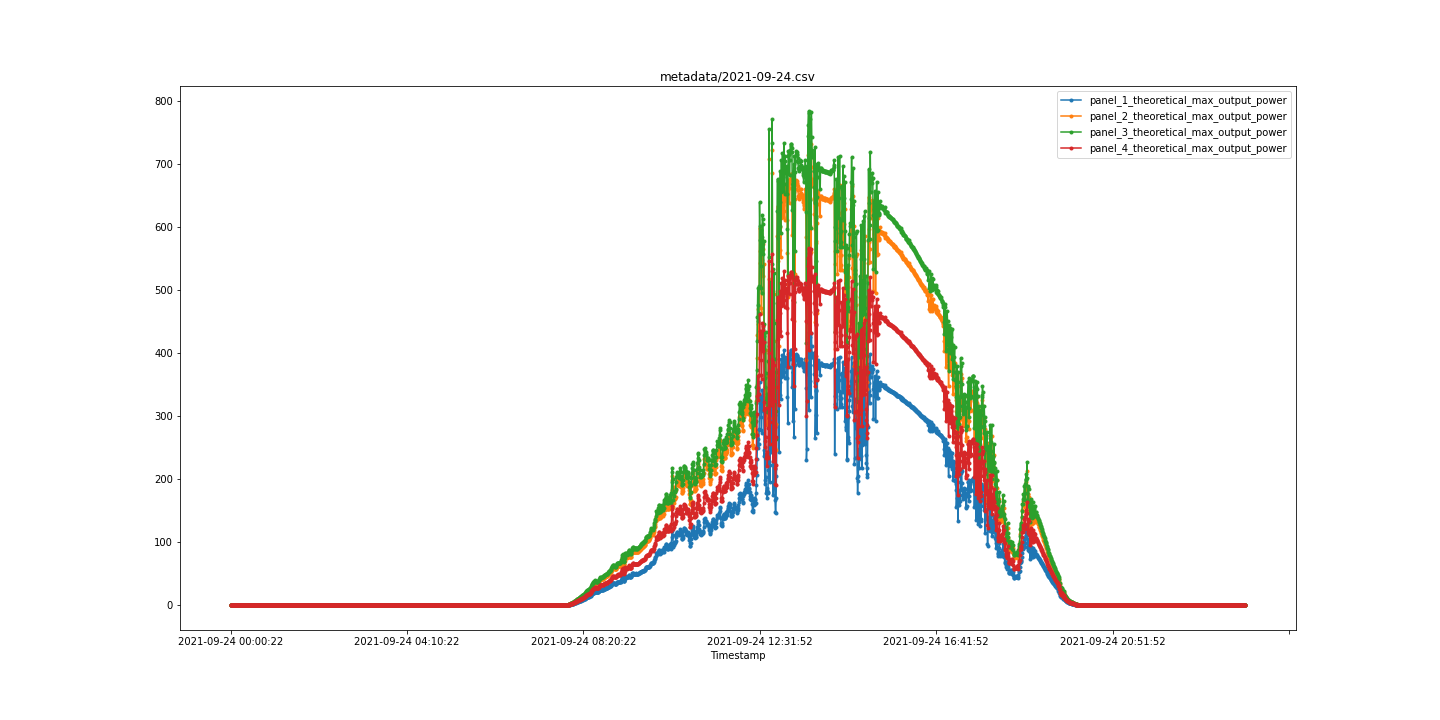 metadata/2021-09-24.csv
panel_1_theoretical_max_output_power
panel_2_theoretical_max_output_power
panel_3_theoretical_max_output_power
panel_4_theoretical_max_output_power
800
700
600
500
400
300
200
100
0
2021-09-24 00:00:22 2021-09-24 04:10:22 2021-09-24 08:20:22 2021-09-24 12:31:52 2021-09-24 16:41:52 2021-09-24 20:51:52
Timestamp